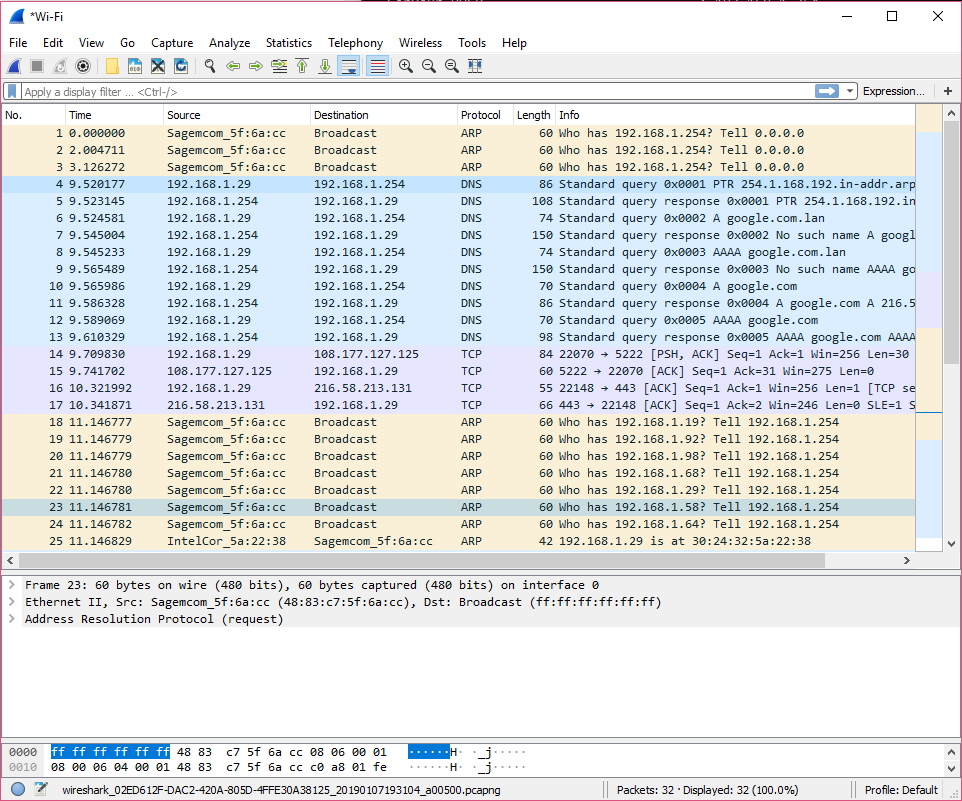 *Wi-Fi
File Edit View Go Capture Analyze Statistics Telephony Wireless Tools Help
Apply a display filter ... <Ctrl-/> Expression... +
No. Time Source Destination Protocol Length Info
1 0.000000 Sagemcom_5f:6a:cc Broadcast ARP 60 Who has 192.168.1.254? Tell 0.0.0.0
2 2.004711 Sagemcom_5f:6a:cc Broadcast ARP 60 Who has 192.168.1.254? Tell 0.0.0.0
3 3.126272 Sagemcom_5f:6a:cc Broadcast ARP 60 Who has 192.168.1.254? Tell 0.0.0.0
4 9.520177 192.168.1.29 192.168.1.254 DNS 86 Standard query 0x0001 PTR 254.1.168.192.in-addr.arp
5 9.523145 192.168.1.254 192.168.1.29 DNS 108 Standard query response 0x0001 PTR 254.1.168.192.in
6 9.524581 192.168.1.29 192.168.1.254 DNS 74 Standard query 0x0002 A google.com.lan
7 9.545004 192.168.1.254 192.168.1.29 DNS 150 Standard query response 0x0002 No such name A googl
8 9.545233 192.168.1.29 192.168.1.254 DNS 74 Standard query 0x0003 AAAA google.com.lan
9 9.565489 192.168.1.254 192.168.1.29 DNS 150 Standard query response 0x0003 No such name AAAA go
10 9.565986 192.168.1.29 192.168.1.254 DNS 70 Standard query 0x0004 A google.com
11 9.586328 192.168.1.254 192.168.1.29 DNS 86 Standard query response 0x0004 A google.com A 216.5
12 9.589069 192.168.1.29 192.168.1.254 DNS 70 Standard query 0x0005 AAAA google.com
13 9.610329 192.168.1.254 192.168.1.29 DNS 98 Standard query response 0x0005 AAAA google.com AAAA
14 9.709830 192.168.1.29 108.177.127.125 TCP 84 22070 → 5222 [PSH, ACK] Seq=1 Ack=1 Win=256 Len=30
15 9.741702 108.177.127.125 192.168.1.29 TCP 60 5222 → 22070 [ACK] Seq=1 Ack=31 Win=275 Len=0
16 10.321992 192.168.1.29 216.58.213.131 TCP 55 22148 → 443 [ACK] Seq=1 Ack=1 Win=256 Len=1 [TCP se
17 10.341871 216.58.213.131 192.168.1.29 TCP 66 443 → 22148 [ACK] Seq=1 Ack=2 Win=246 Len=0 SLE=1 S
18 11.146777 Sagemcom_5f:6a:cc Broadcast ARP 60 Who has 192.168.1.19? Tell 192.168.1.254
19 11.146779 Sagemcom_5f:6a:cc Broadcast ARP 60 Who has 192.168.1.92? Tell 192.168.1.254
20 11.146779 Sagemcom_5f:6a:cc Broadcast ARP 60 Who has 192.168.1.98? Tell 192.168.1.254
21 11.146780 Sagemcom_5f:6a:cc Broadcast ARP 60 Who has 192.168.1.68? Tell 192.168.1.254
22 11.146780 Sagemcom_5f:6a:cc Broadcast ARP 60 Who has 192.168.1.29? Tell 192.168.1.254
23 11.146781 Sagemcom_5f:6a:cc Broadcast ARP 60 Who has 192.168.1.58? Tell 192.168.1.254
24 11.146782 Sagemcom_5f:6a:cc Broadcast ARP 60 Who has 192.168.1.64? Tell 192.168.1.254
25 11.146829 IntelCor_5a:22:38 Sagemcom_5f:6a:cc ARP 42 192.168.1.29 is at 30:24:32:5a:22:38
Frame 23: 60 bytes on wire (480 bits), 60 bytes captured (480 bits) on interface 0
Ethernet II, Src: Sagemcom_5f:6a:cc (48:83:c7:5f:6a:cc), Dst: Broadcast (ff:ff:ff:ff:ff:ff)
Address Resolution Protocol (request)
0000 ff ff ff ff ff ff 48 83 c7 5f 6a cc 08 06 00 01 ······H· ·_j·····
0010 08 00 06 04 00 01 48 83 c7 5f 6a cc c0 a8 01 fe ······H· ·_j·····
wireshark_02ED612F-DAC2-420A-805D-4FFE30A38125_20190107193104_a00500.pcapng Packets: 32 · Displayed: 32 (100.0%) Profile: Default